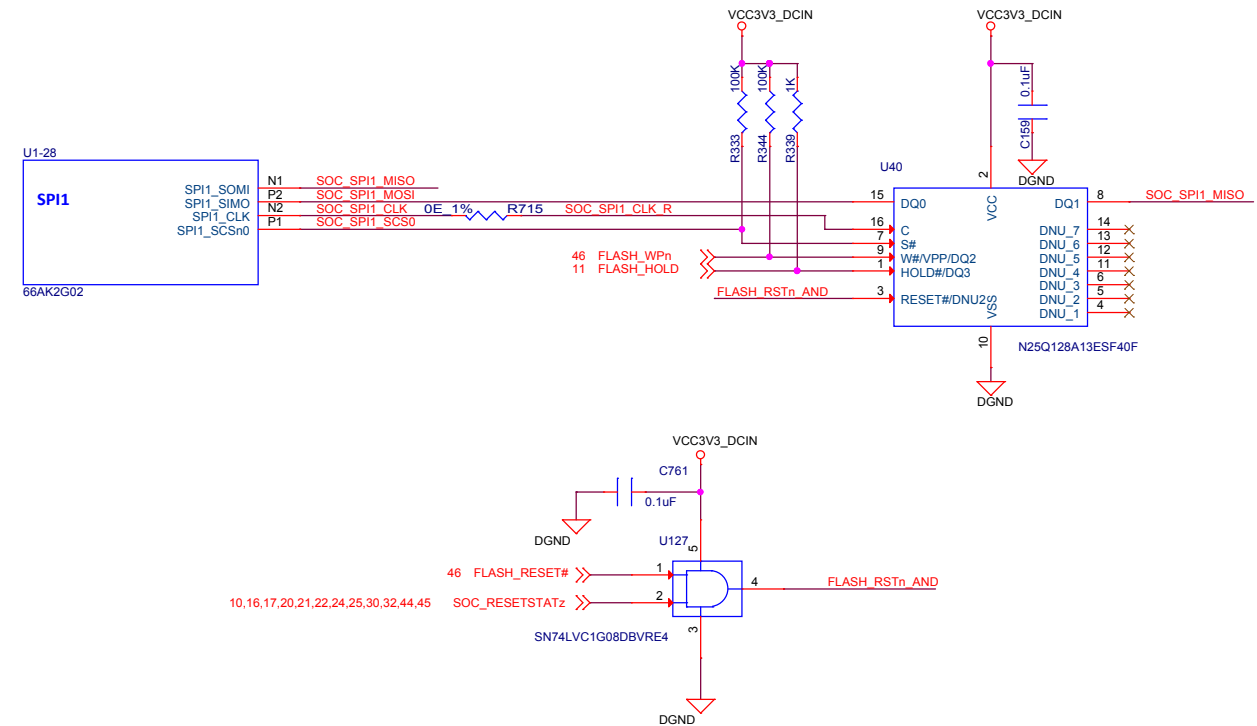 VCC3V3_DCIN
VCC3V3_DCIN
100K
100K
1K
0.1uF
R333
R344
R339
C159
DGND
U1-28
SPI1
SPI1_SOMI
N1
SOC_SPI1_MISO
SPI1_SIMO
P2
SOC_SPI1_MOSI
SPI1_CLK
N2
SOC_SPI1_CLK
0E_1%
R715
SOC_SPI1_CLK_R
SPI1_SCSn0
P1
SOC_SPI1_SCS0
66AK2G02
U40
2
VCC
15
DQ0
DQ1
8
SOC_SPI1_MISO
16
C
DNU_7
14
7
S#
DNU_6
13
46 FLASH_WPn
9
W#/VPP/DQ2
DNU_5
12
11 FLASH_HOLD
1
HOLD#/DQ3
DNU_4
11
DNU_3
6
FLASH_RSTn_AND
3
RESET#/DNU2
DNU_2
5
DNU_1
4
VSS
10
N25Q128A13ESF40F
DGND
VCC3V3_DCIN
C761
0.1uF
DGND
U127
5
46 FLASH_RESET#
1
4
FLASH_RSTn_AND
10,16,17,20,21,22,24,25,30,32,44,45 SOC_RESETSTATz
2
3
SN74LVC1G08DBVRE4
DGND